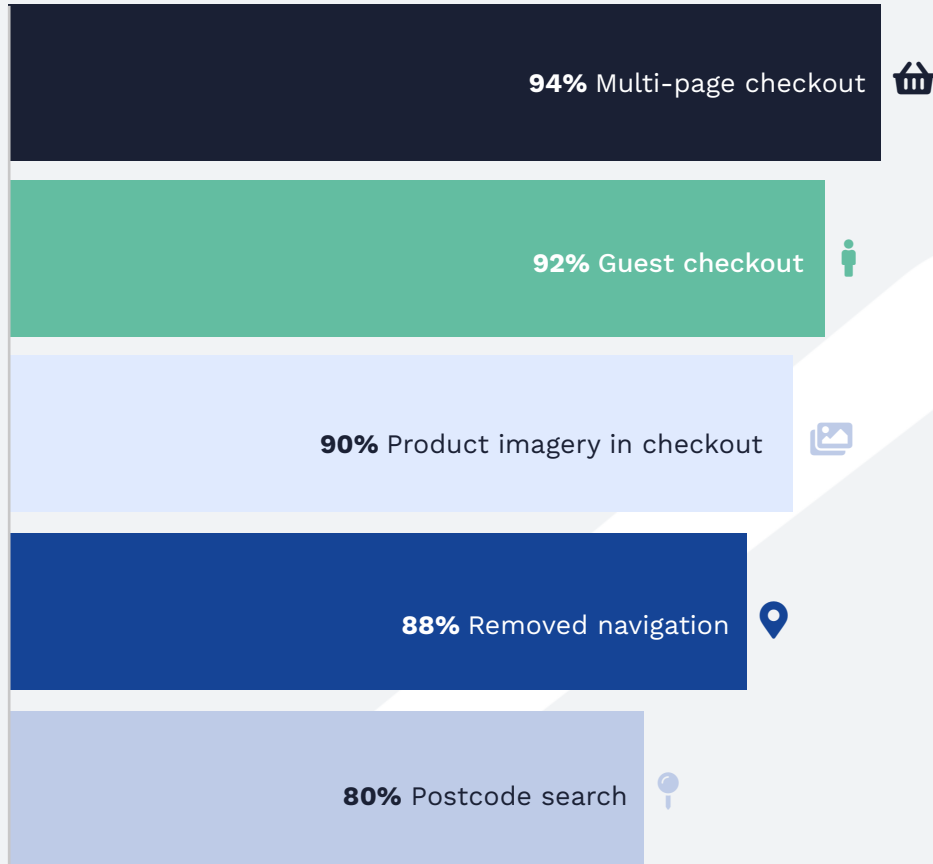 94% Multi-page checkout
92% Guest checkout
90% Product imagery in checkout
88% Removed navigation
80% Postcode search